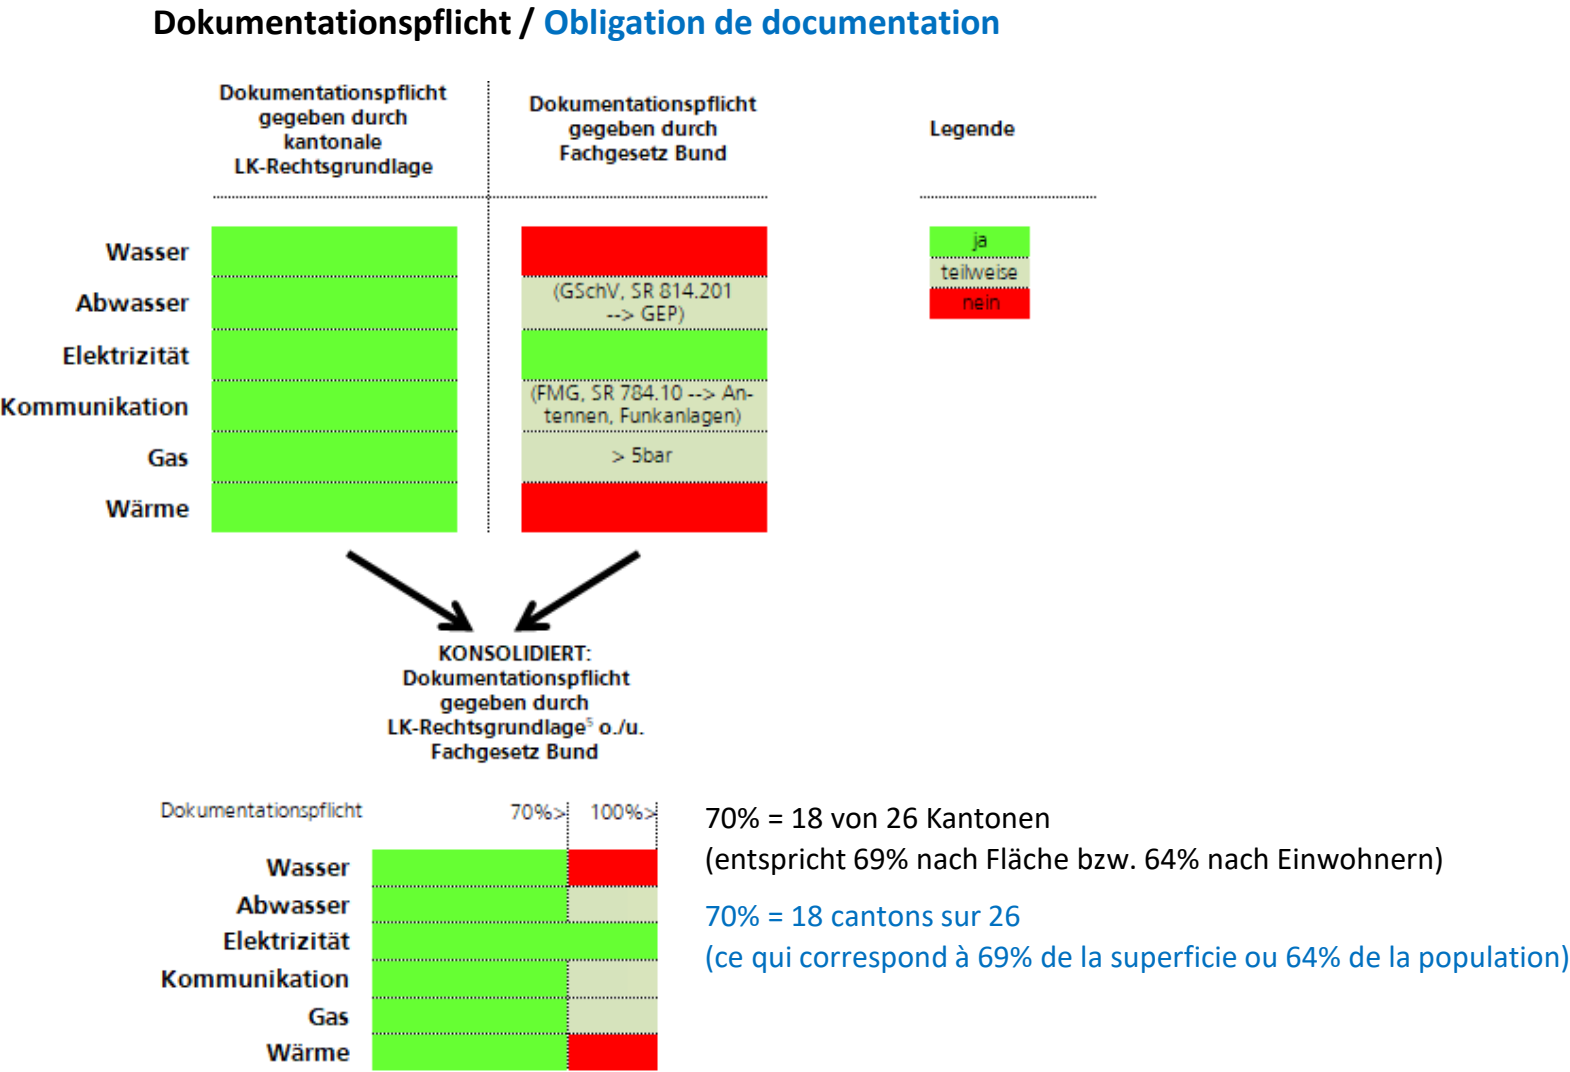 Dokumentationspflicht / Obligation de documentation
Dokumentationspflicht
gegeben durch
kantonale
LK-Rechtsgrundlage
Dokumentationspflicht
gegeben durch
Fachgesetz Bund
Legende
ja
teilweise
nein
Wasser
Abwasser
(GSchV, SR 814.201
--> GEP)
Elektrizität
Kommunikation
(FMG, SR 784.10 --> An-
tennen, Funkanlagen)
Gas
> 5bar
Wärme
KONSOLIDIERT:
Dokumentationspflicht
gegeben durch
LK-Rechtsgrundlage⁵ o./u.
Fachgesetz Bund
Dokumentationspflicht 70%> 100%>
Wasser
Abwasser
Elektrizität
Kommunikation
Gas
Wärme
70% = 18 von 26 Kantonen
(entspricht 69% nach Fläche bzw. 64% nach Einwohnern)
70% = 18 cantons sur 26
(ce qui correspond à 69% de la superficie ou 64% de la population)